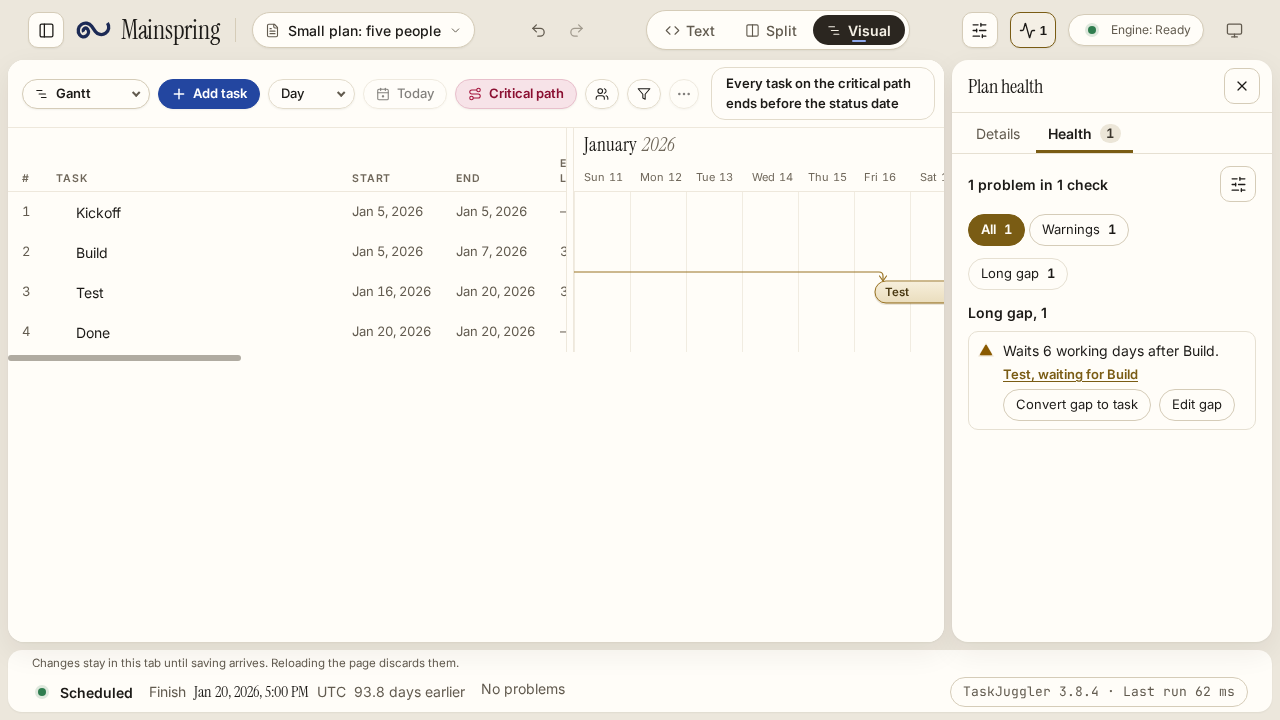 Mainspring
Small plan: five people
Text
Split
Visual
1
Engine: Ready
Gantt
Add task
Day
Today
Critical path
Every task on the critical path
ends before the status date
# TASK START END
January 2026
Sun 11 Mon 12 Tue 13 Wed 14 Thu 15 Fri 16 Sat
1 Kickoff Jan 5, 2026 Jan 5, 2026 –
2 Build Jan 5, 2026 Jan 7, 2026 3
3 Test Jan 16, 2026 Jan 20, 2026 3
Test
4 Done Jan 20, 2026 Jan 20, 2026 –
Plan health
Details
Health 1
1 problem in 1 check
All 1
Warnings 1
Long gap 1
Long gap, 1
Waits 6 working days after Build.
Test, waiting for Build
Convert gap to task
Edit gap
Changes stay in this tab until saving arrives. Reloading the page discards them.
Scheduled
Finish Jan 20, 2026, 5:00 PM UTC 93.8 days earlier
No problems
TaskJuggler 3.8.4 · Last run 62 ms